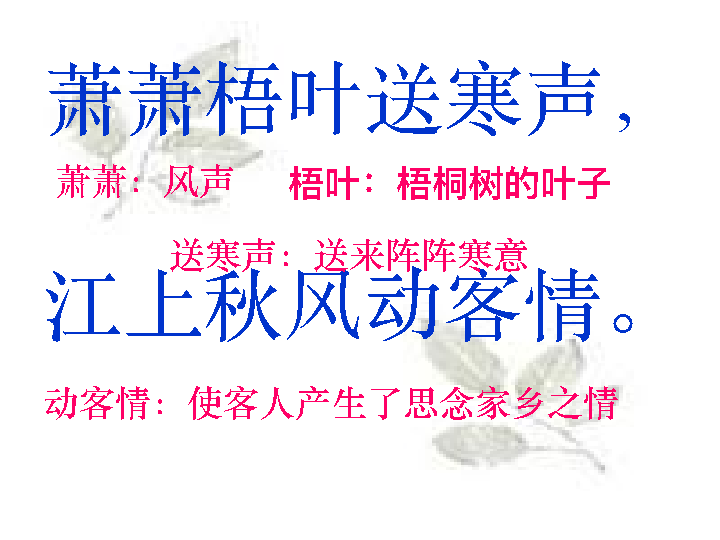 萧萧梧叶送寒声，
萧萧：风声 梧叶：梧桐树的叶子
送寒声：送来阵阵寒意
江上秋风动客情。
动客情：使客人产生了思念家乡之情